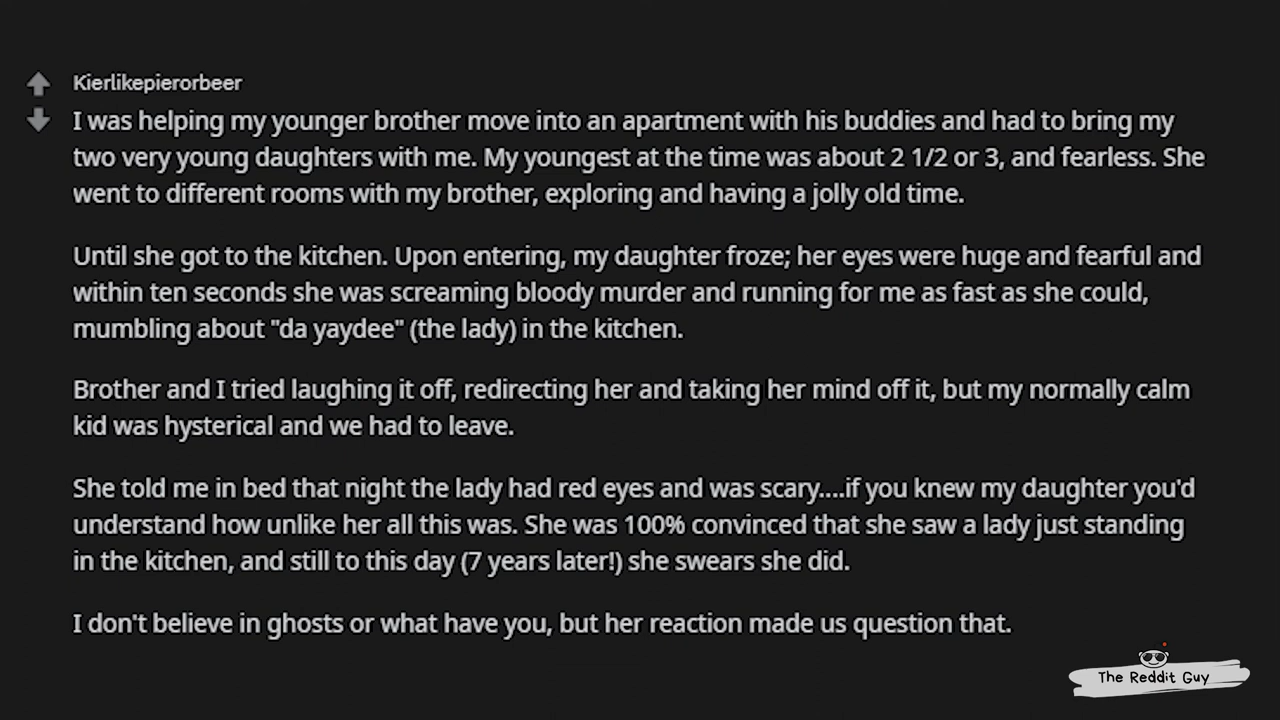 Kierlikepierorbeer
I was helping my younger brother move into an apartment with his buddies and had to bring my
two very young daughters with me. My youngest at the time was about 2 1/2 or 3, and fearless. She
went to different rooms with my brother, exploring and having a jolly old time.
Until she got to the kitchen. Upon entering, my daughter froze; her eyes were huge and fearful and
within ten seconds she was screaming bloody murder and running for me as fast as she could,
mumbling about "da yaydee" (the lady) in the kitchen.
Brother and I tried laughing it off, redirecting her and taking her mind off it, but my normally calm
kid was hysterical and we had to leave.
She told me in bed that night the lady had red eyes and was scary....if you knew my daughter you'd
understand how unlike her all this was. She was 100% convinced that she saw a lady just standing
in the kitchen, and still to this day (7 years later!) she swears she did.
I don't believe in ghosts or what have you, but her reaction made us question that.
The Reddit Guy